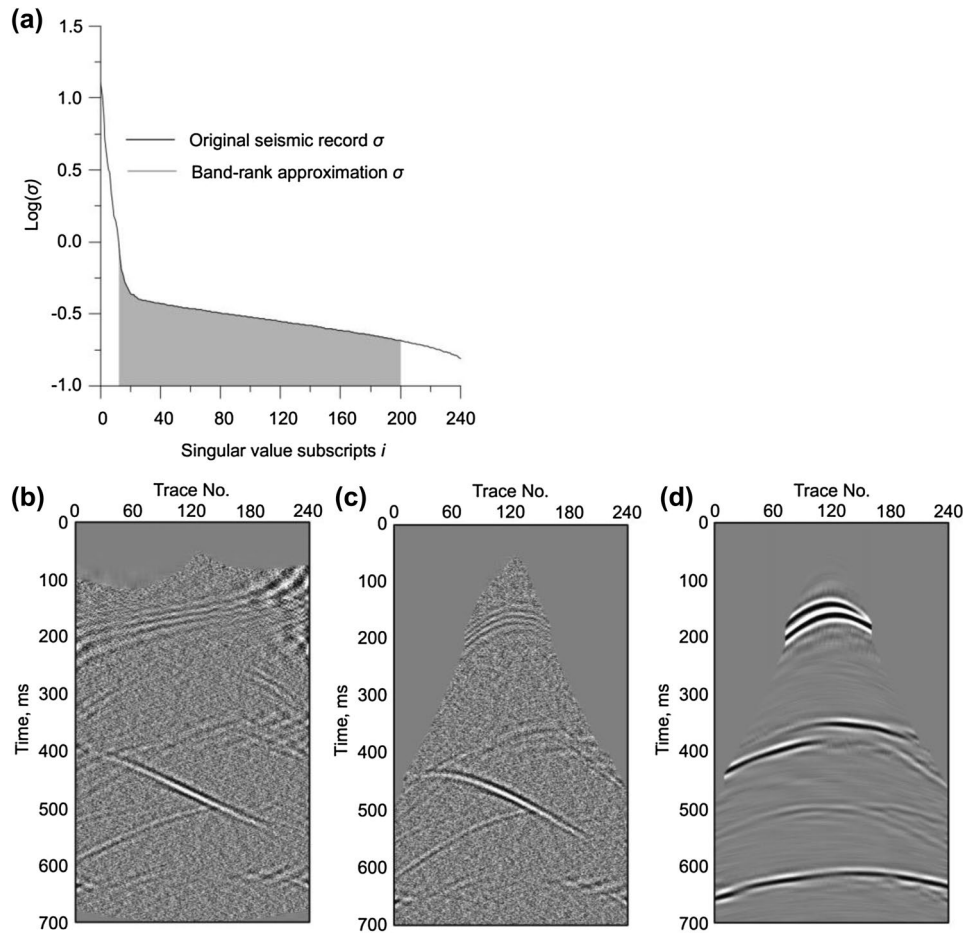 (a)
1.5
1.0
0.5
0.0
-0.5
-1.0
Log(σ)
Original seismic record σ
Band-rank approximation σ
0 40 80 120 160 200 240
Singular value subscripts i
(b)
Trace No.
0 60 120 180 240
0
100
200
300
400
500
600
700
Time, ms
(c)
Trace No.
0 60 120 180 240
0
100
200
300
400
500
600
700
Time, ms
(d)
Trace No.
0 60 120 180 240
0
100
200
300
400
500
600
700
Time, ms